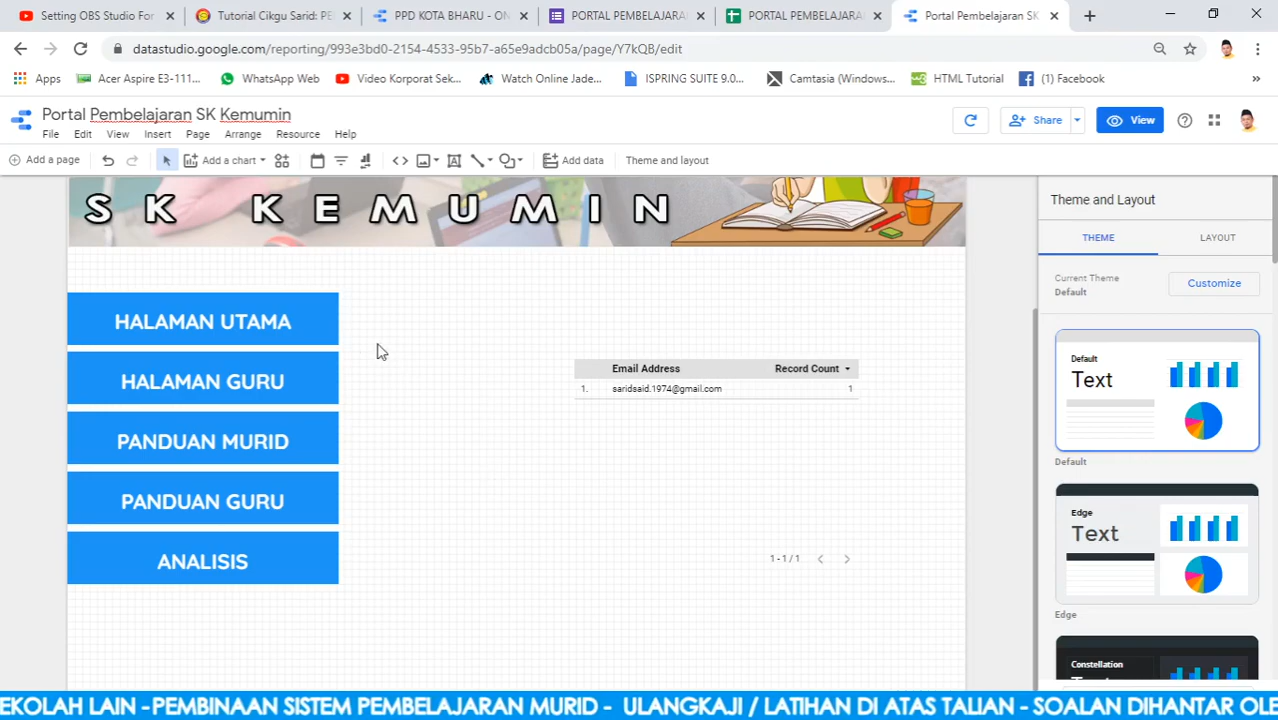 Setting OBS Studio For
Tutorial Cikgu Sarid: PE
PPD KOTA BHARU - ON
PORTAL PEMBELAJARA
PORTAL PEMBELAJARAN
Portal Pembelajaran SK
datastudio.google.com/reporting/993e3bd0-2154-4533-95b7-a65e9adcb05a/page/Y7kQB/edit
Apps
Acer Aspire E3-111...
WhatsApp Web
Video Korporat Sek...
Watch Online Jade...
ISPRING SUITE 9.0...
Camtasia (Windows...
HTML Tutorial
(1) Facebook
Portal Pembelajaran SK Kemumin
File Edit View Insert Page Arrange Resource Help
Share
View
Add a page
Add a chart
Add data
Theme and layout
SK KEMUMIN
HALAMAN UTAMA
HALAMAN GURU
PANDUAN MURID
PANDUAN GURU
ANALISIS
Email Address Record Count
1. saridsaid.1974@gmail.com 1
1 - 1 / 1
Theme and Layout
THEME LAYOUT
Current Theme
Default
Customize
Default
Text
Default
Edge
Text
Edge
Constellation
EKOLAH LAIN -PEMBINAAN SISTEM PEMBELAJARAN MURID - ULANGKAJI / LATIHAN DI ATAS TALIAN - SOALAN DIHANTAR OLE